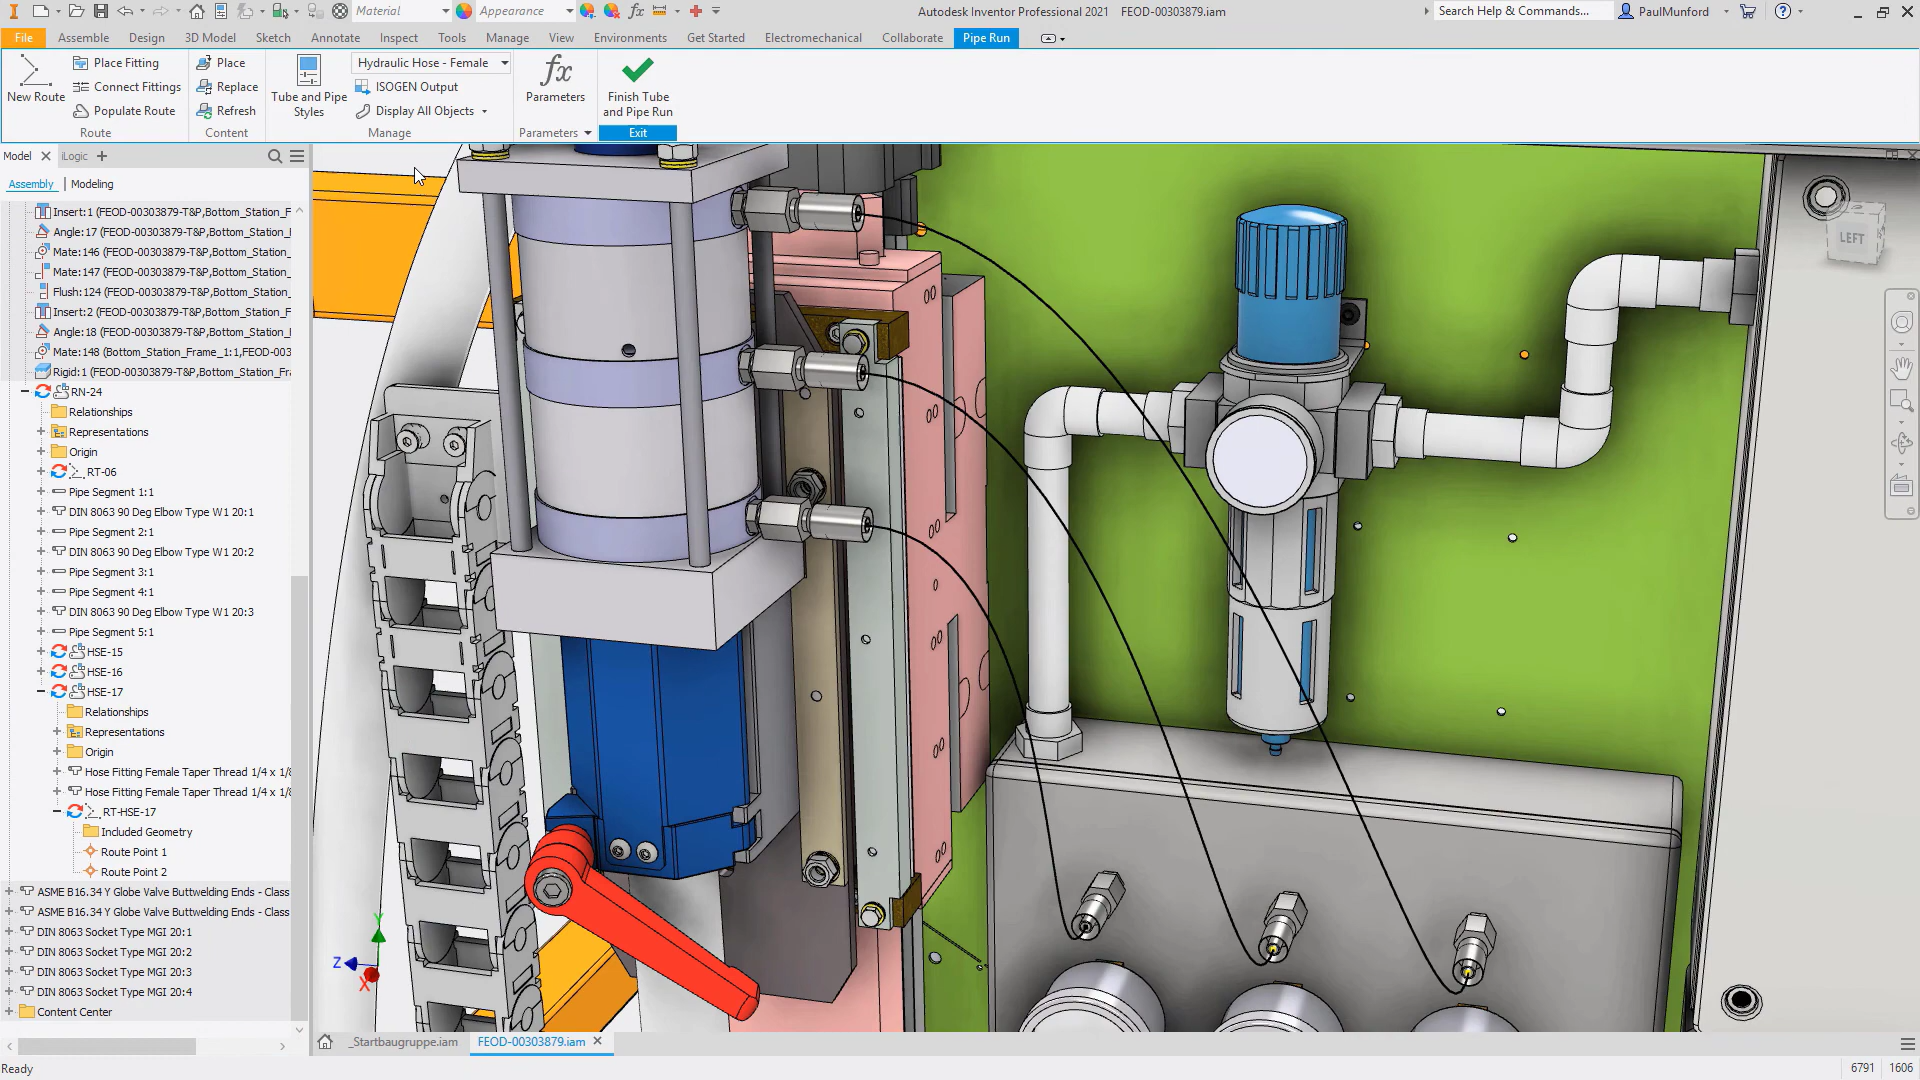 Material
Appearance
Autodesk Inventor Professional 2021 FEOD-00303879.iam
Search Help & Commands...
PaulMunford
File Assemble Design 3D Model Sketch Annotate Inspect Tools Manage View Environments Get Started Electromechanical Collaborate Pipe Run
New Route
Place Fitting
Connect Fittings
Populate Route
Route
Place
Replace
Refresh
Content
Tube and Pipe
Styles
Hydraulic Hose - Female
ISOGEN Output
Display All Objects
Manage
fx
Parameters
Parameters
Finish Tube
and Pipe Run
Exit
Model
iLogic
Assembly | Modeling
Insert:1 (FEOD-00303879-T&P,Bottom_Station_F
Angle:17 (FEOD-00303879-T&P,Bottom_Station_
Mate:146 (FEOD-00303879-T&P,Bottom_Station_
Mate:147 (FEOD-00303879-T&P,Bottom_Station_
Flush:124 (FEOD-00303879-T&P,Bottom_Station_
Insert:2 (FEOD-00303879-T&P,Bottom_Station_F
Angle:18 (FEOD-00303879-T&P,Bottom_Station_
Mate:148 (Bottom_Station_Frame_1:1,FEOD-003
Rigid:1 (FEOD-00303879-T&P,Bottom_Station_Fra
RN-24
Relationships
Representations
Origin
RT-06
Pipe Segment 1:1
DIN 8063 90 Deg Elbow Type W1 20:1
Pipe Segment 2:1
DIN 8063 90 Deg Elbow Type W1 20:2
Pipe Segment 3:1
Pipe Segment 4:1
DIN 8063 90 Deg Elbow Type W1 20:3
Pipe Segment 5:1
HSE-15
HSE-16
HSE-17
Relationships
Representations
Origin
Hose Fitting Female Taper Thread 1/4 x 1/8
Hose Fitting Female Taper Thread 1/4 x 1/8
RT-HSE-17
Included Geometry
Route Point 1
Route Point 2
ASME B16.34 Y Globe Valve Buttwelding Ends - Class
ASME B16.34 Y Globe Valve Buttwelding Ends - Class
DIN 8063 Socket Type MGI 20:1
DIN 8063 Socket Type MGI 20:2
DIN 8063 Socket Type MGI 20:3
DIN 8063 Socket Type MGI 20:4
Content Center
LEFT
Y
Z
X
_Startbaugruppe.iam
FEOD-00303879.iam
Ready
6791 1606